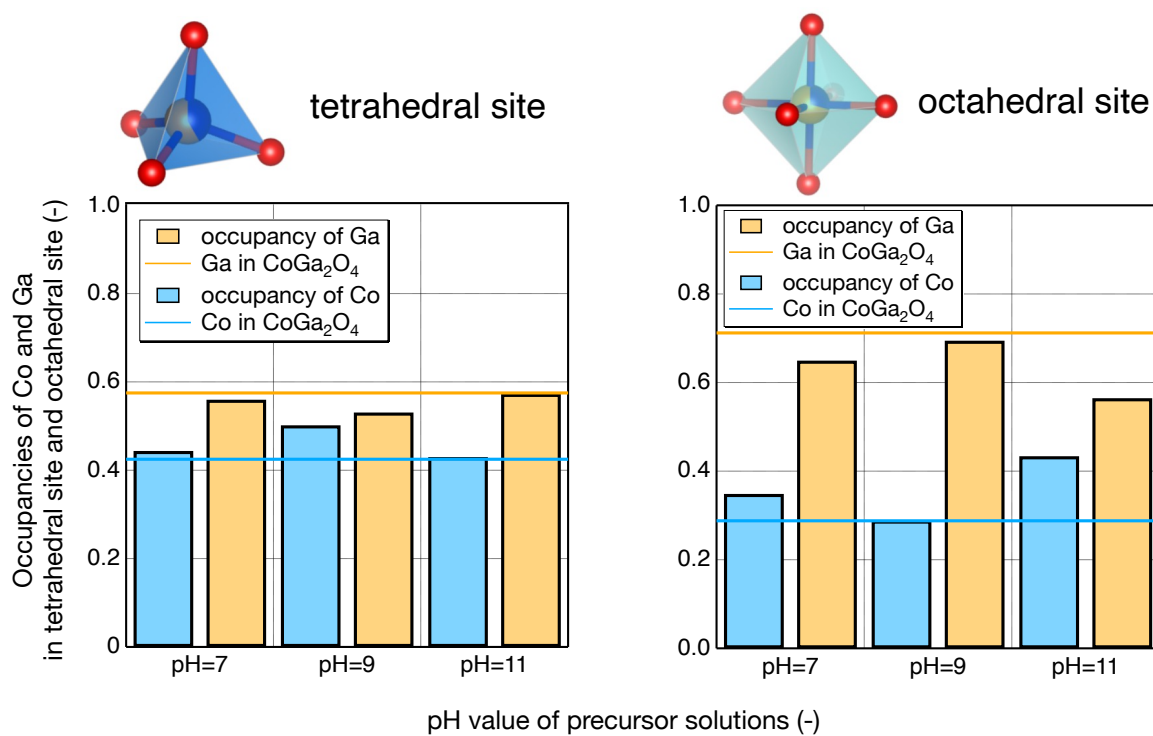 tetrahedral site
octahedral site
Occupancies of Co and Ga
in tetrahedral site and octahedral site (-)
1.0
0.8
0.6
0.4
0.2
0
occupancy of Ga
Ga in CoGa₂O₄
occupancy of Co
Co in CoGa₂O₄
pH=7
pH=9
pH=11
1.0
0.8
0.6
0.4
0.2
0.0
occupancy of Ga
Ga in CoGa₂O₄
occupancy of Co
Co in CoGa₂O₄
pH=7
pH=9
pH=11
pH value of precursor solutions (-)